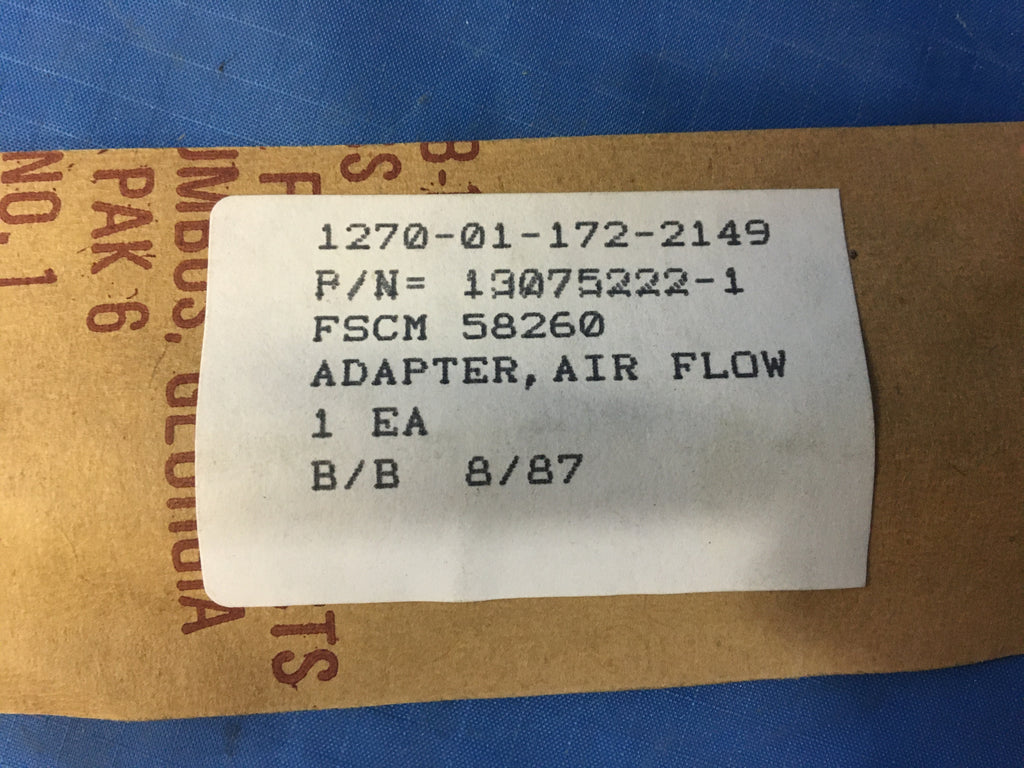 1270-01-172-2149
P/N= 13075222-1
FSCM 58260
ADAPTER, AIR FLOW
1 EA
B/B 8/87
NO. 1
PAK 6